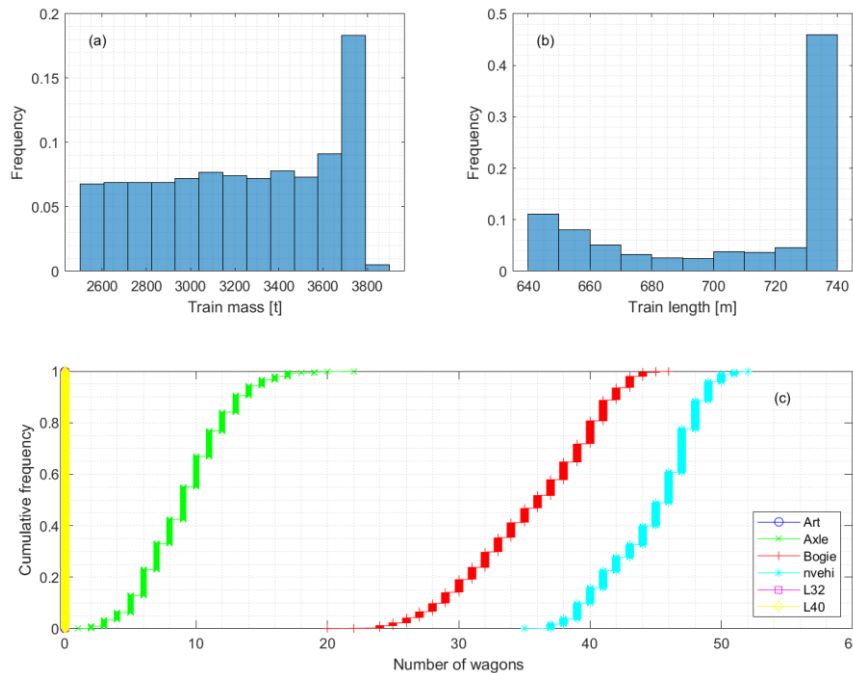 (a)
Frequency
0.2
0.15
0.1
0.05
0
2600 2800 3000 3200 3400 3600 3800
Train mass [t]
(b)
Frequency
0.5
0.4
0.3
0.2
0.1
0
640 660 680 700 720 740
Train length [m]
(c)
Cumulative frequency
1
0.8
0.6
0.4
0.2
0
0 10 20 30 40 50 6
Number of wagons
Art
Axle
Bogie
nvehi
L32
L40